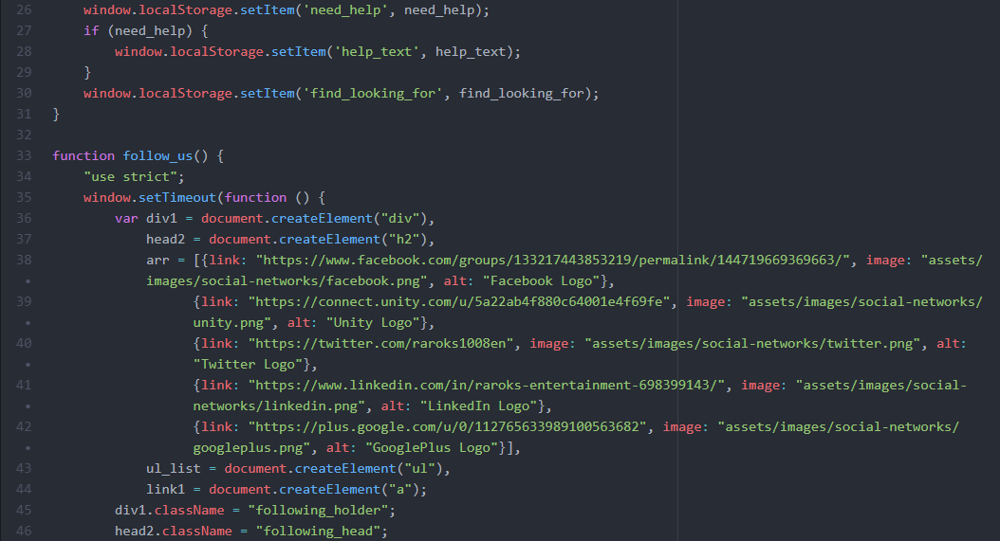 26 window.localStorage.setItem('need_help', need_help);
27 if (need_help) {
28 window.localStorage.setItem('help_text', help_text);
29 }
30 window.localStorage.setItem('find_looking_for', find_looking_for);
31 }
32
33 function follow_us() {
34 "use strict";
35 window.setTimeout(function () {
36 var div1 = document.createElement("div"),
37 head2 = document.createElement("h2"),
38 arr = [{link: "https://www.facebook.com/groups/133217443853219/permalink/144719669369663/", image: "assets/
• images/social-networks/facebook.png", alt: "Facebook Logo"},
39 {link: "https://connect.unity.com/u/5a22ab4f880c64001e4f69fe", image: "assets/images/social-networks/
• unity.png", alt: "Unity Logo"},
40 {link: "https://twitter.com/raroks1008en", image: "assets/images/social-networks/twitter.png", alt:
• "Twitter Logo"},
41 {link: "https://www.linkedin.com/in/raroks-entertainment-698399143/", image: "assets/images/social-
• networks/linkedin.png", alt: "LinkedIn Logo"},
42 {link: "https://plus.google.com/u/0/112765633989100563682", image: "assets/images/social-networks/
• googleplus.png", alt: "GooglePlus Logo"}],
43 ul_list = document.createElement("ul"),
44 link1 = document.createElement("a");
45 div1.className = "following_holder";
46 head2.className = "following_head";